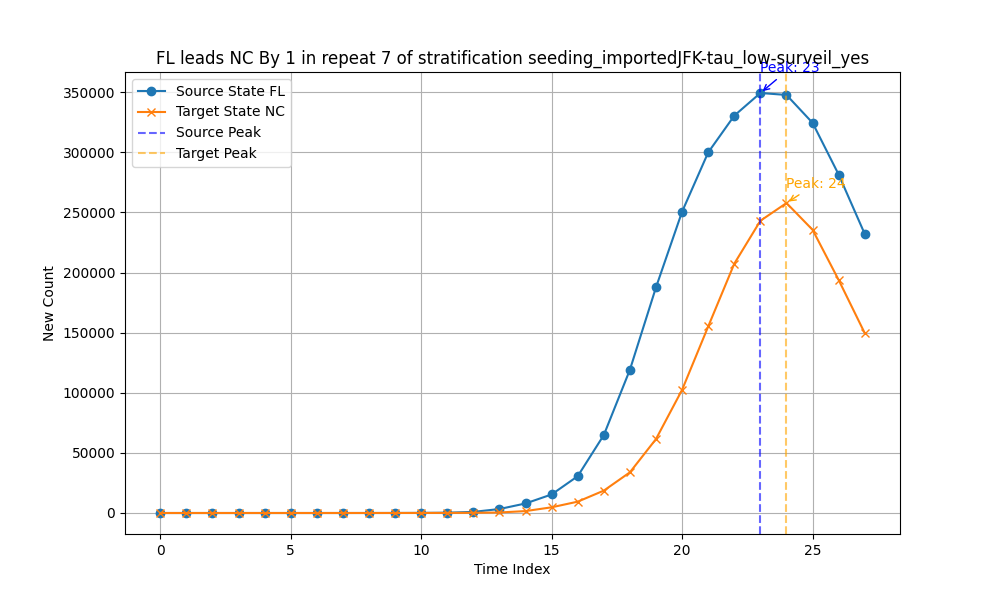 FL leads NC By 1 in repeat 7 of stratification seeding_importedJFK-tau_low-surveil_yes
Peak: 23
Source State FL
Target State NC
Source Peak
Target Peak
Peak: 24
350000
300000
250000
200000
150000
100000
50000
0
New Count
0 5 10 15 20 25
Time Index